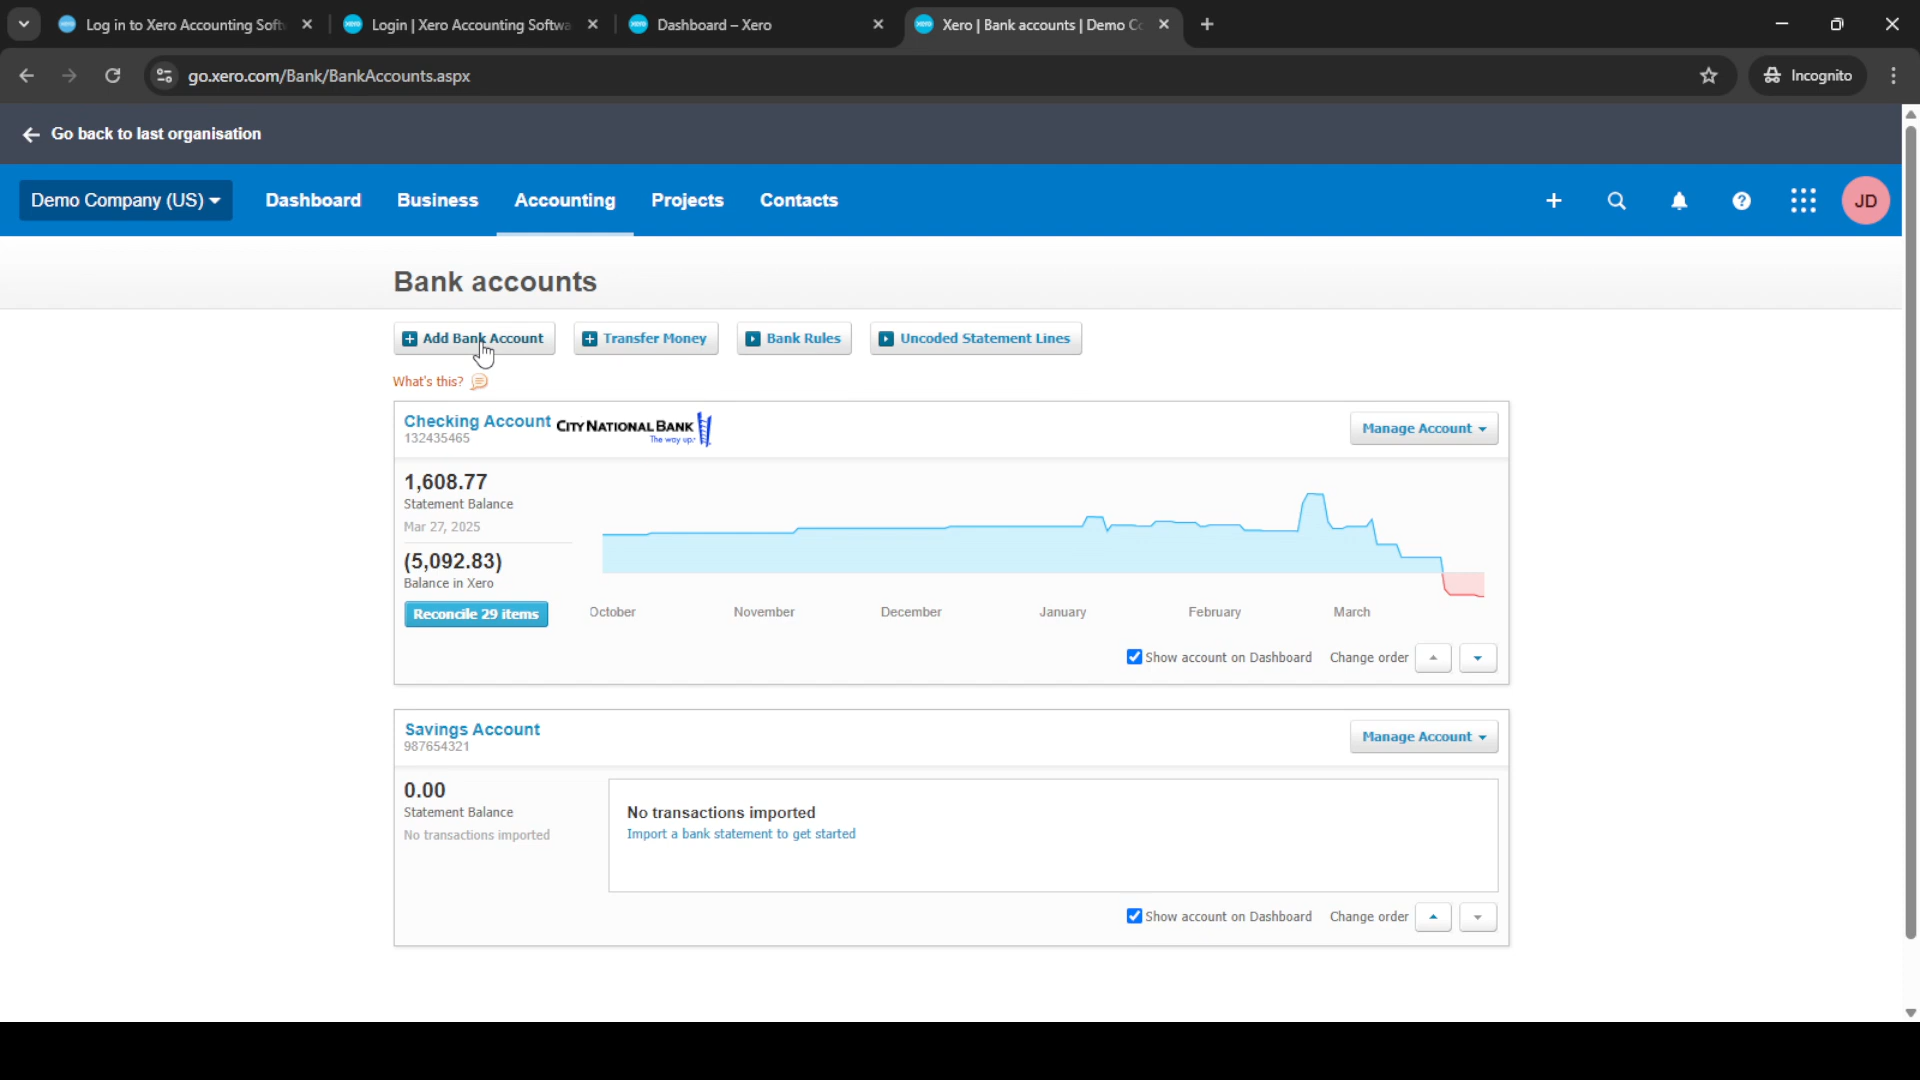 Log in to Xero Accounting Soft
Login | Xero Accounting Softwa
Dashboard – Xero
Xero | Bank accounts | Demo Co
go.xero.com/Bank/BankAccounts.aspx
Incognito
Go back to last organisation
Demo Company (US)
Dashboard
Business
Accounting
Projects
Contacts
JD
Bank accounts
Add Bank Account
Transfer Money
Bank Rules
Uncoded Statement Lines
What's this?
Checking Account
132435465
CITY NATIONAL BANK
The way up.
Manage Account
1,608.77
Statement Balance
Mar 27, 2025
(5,092.83)
Balance in Xero
Reconcile 29 items
October
November
December
January
February
March
Show account on Dashboard
Change order
Savings Account
987654321
Manage Account
0.00
Statement Balance
No transactions imported
No transactions imported
Import a bank statement to get started
Show account on Dashboard
Change order